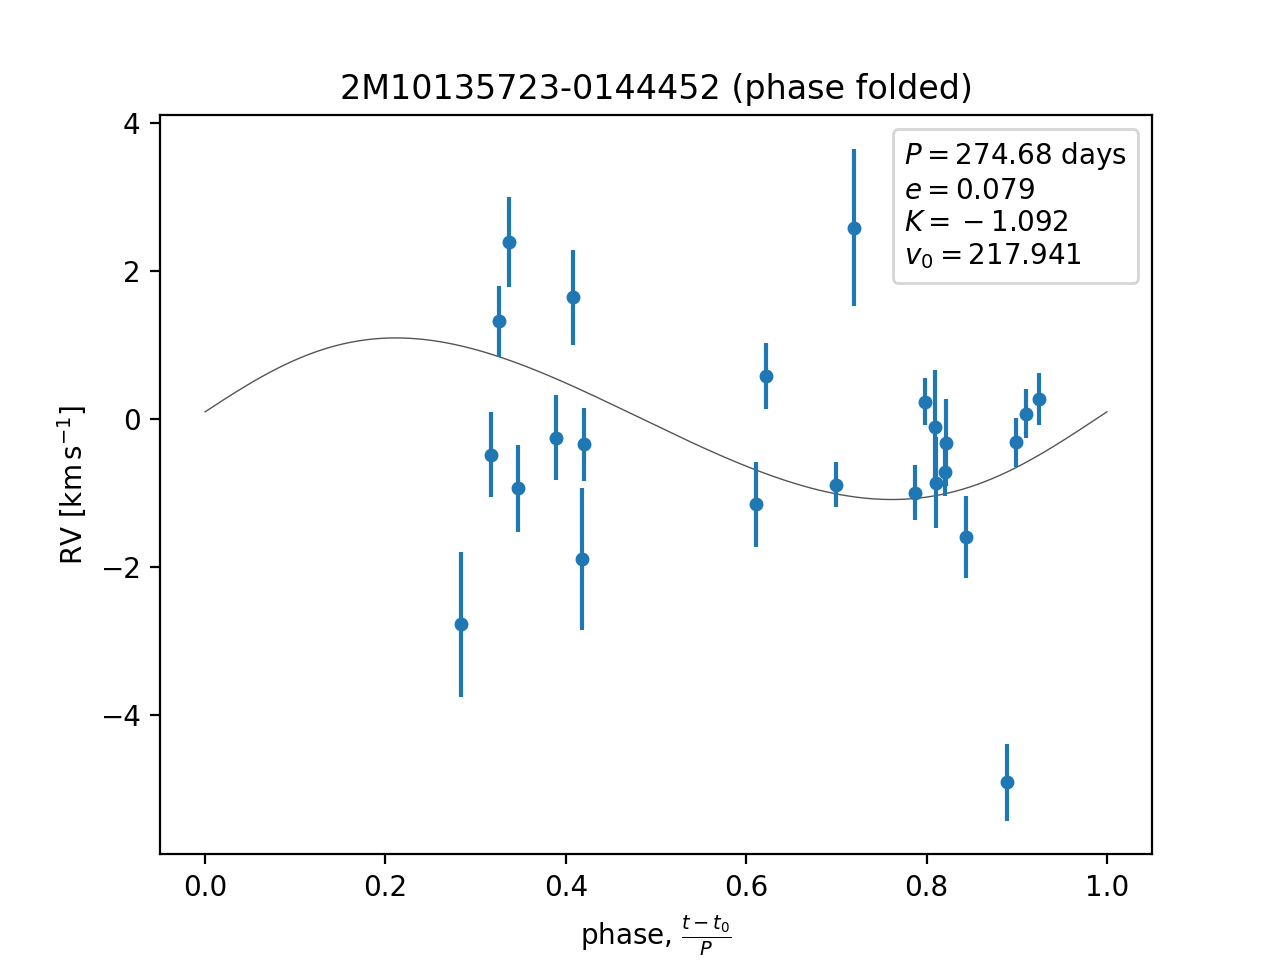 2M10135723-0144452 (phase folded)
P = 274.68 days
e = 0.079
K = −1.092
v₀ = 217.941
4
2
0
−2
−4
RV [km s⁻¹]
0.0 0.2 0.4 0.6 0.8 1.0
phase, (t − t₀)/P